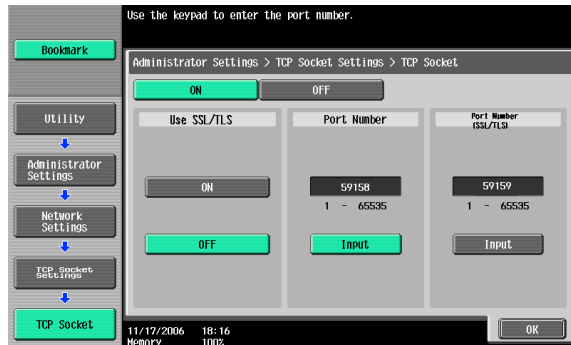 Use the keypad to enter the port number.
Bookmark
Administrator Settings > TCP Socket Settings > TCP Socket
ON OFF
Utility
Administrator
Settings
Network
Settings
TCP Socket
Settings
TCP Socket
Use SSL/TLS
ON
OFF
Port Number
59158
1 - 65535
Input
Port Number
(SSL/TLS)
59159
1 - 65535
Input
11/17/2006 18:16
Memory 100%
OK